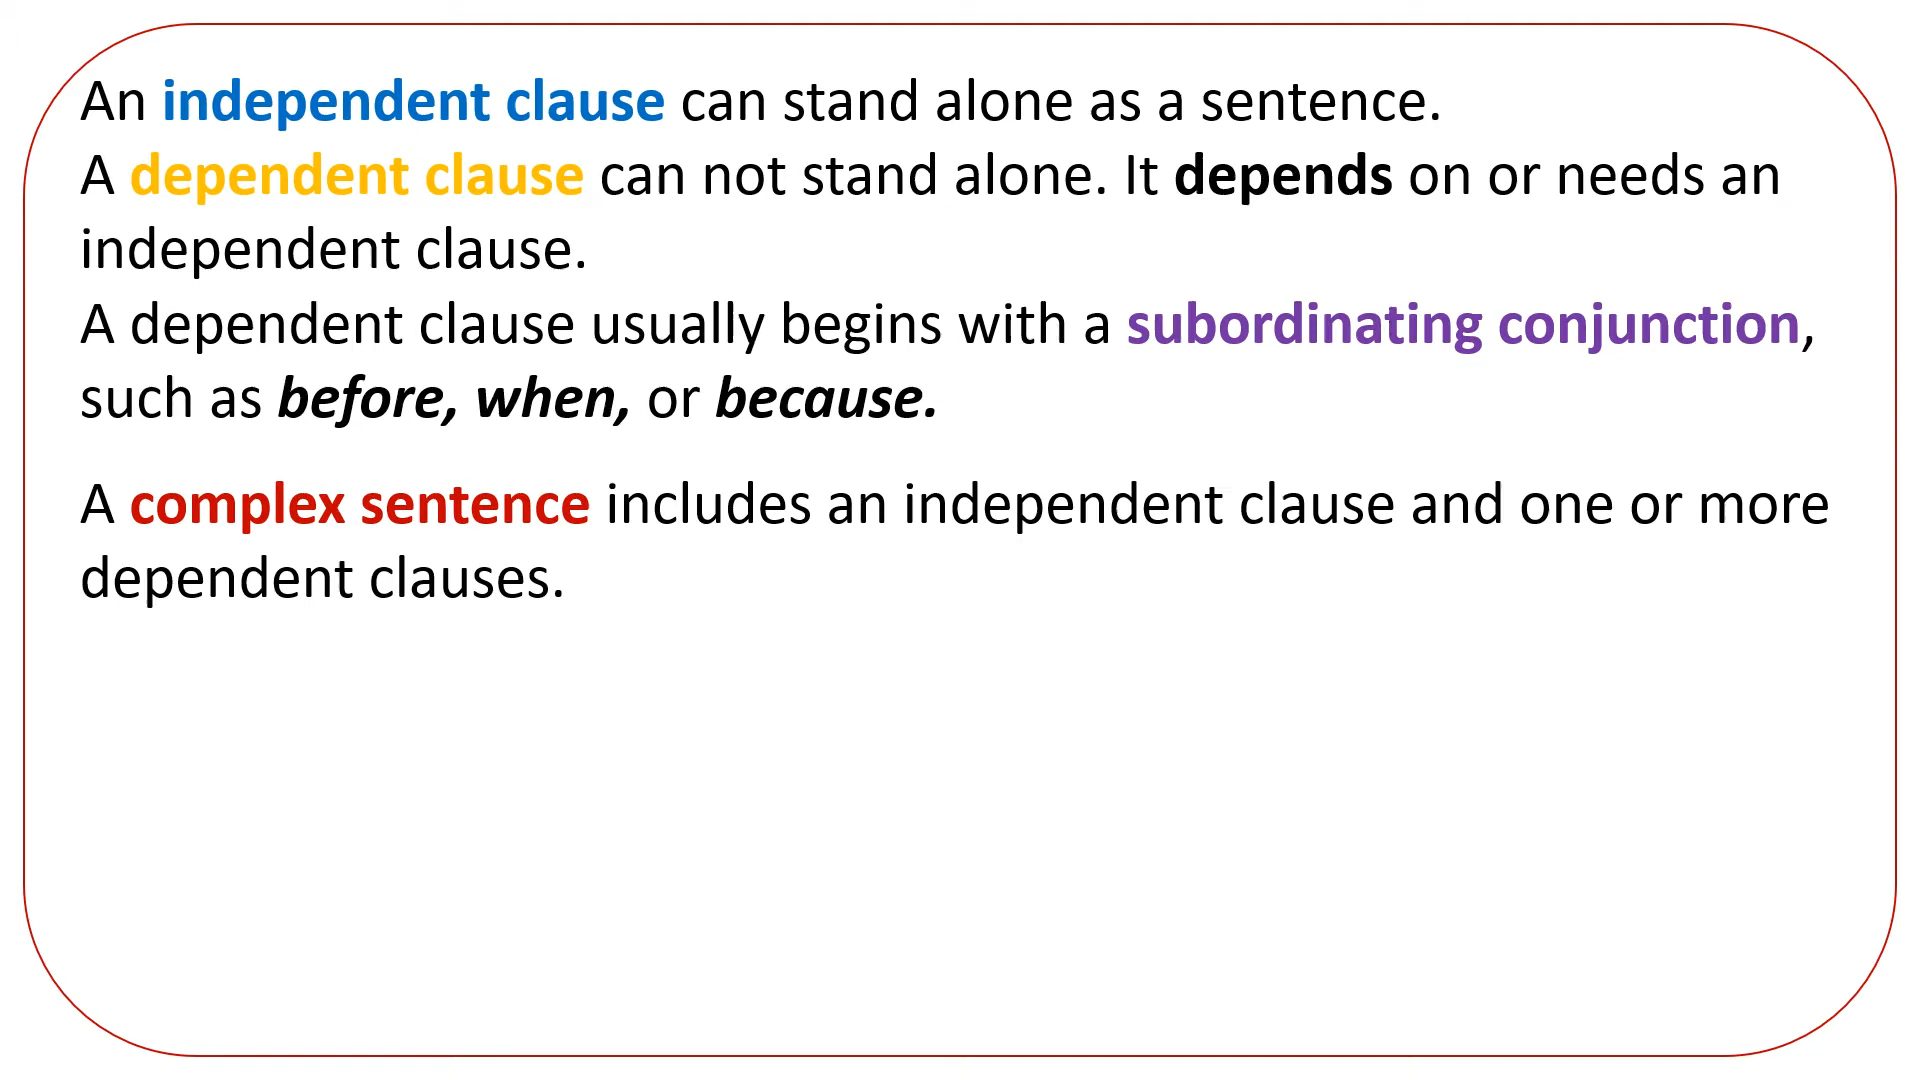 An independent clause can stand alone as a sentence.
A dependent clause can not stand alone. It depends on or needs an
independent clause.
A dependent clause usually begins with a subordinating conjunction,
such as before, when, or because.
A complex sentence includes an independent clause and one or more
dependent clauses.